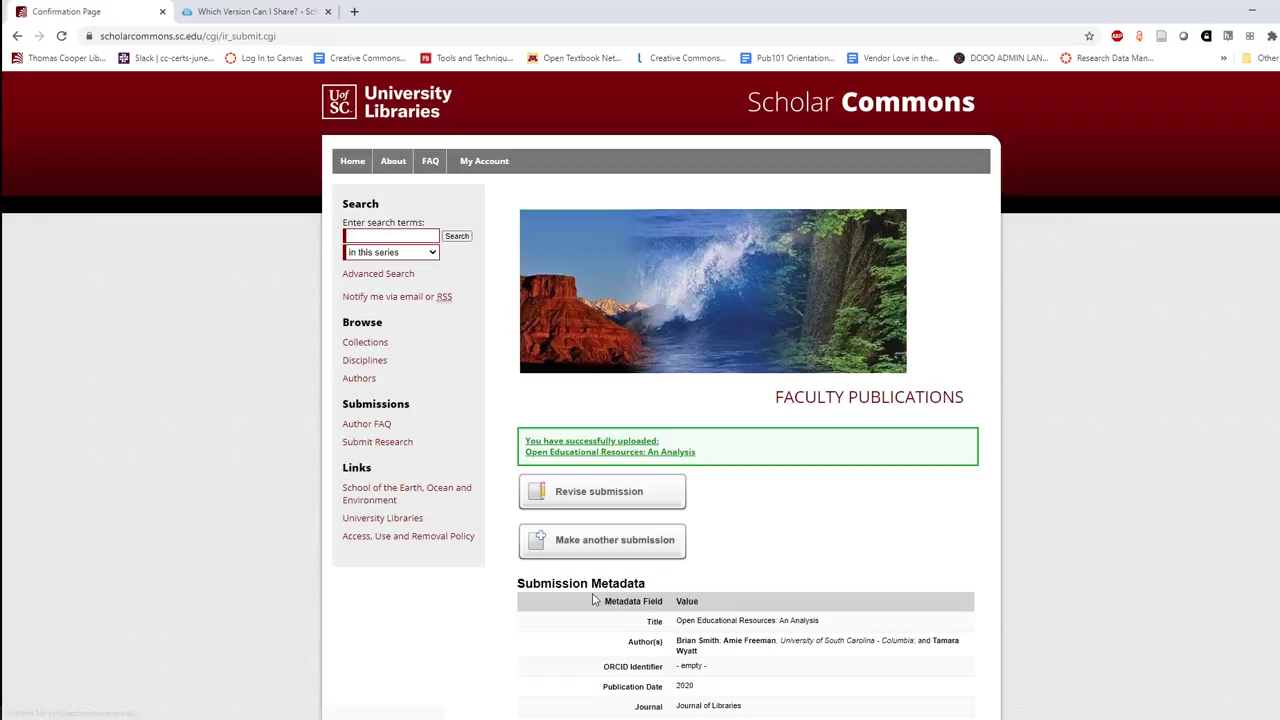 Confirmation Page
Which Version Can I Share? - Sch
scholarcommons.sc.edu/cgi/ir_submit.cgi
ABP
Thomas Cooper Lib...
Slack | cc-certs-june...
Log In to Canvas
Creative Commons...
Tools and Techniqu...
Open Textbook Net...
Creative Commons...
Pub101 Orientation...
Vendor Love in the...
DOOO ADMIN LAN...
Research Data Man...
»
Other
UofSC
University
Libraries
Scholar Commons
Home
About
FAQ
My Account
Search
Enter search terms:
Search
in this series
Advanced Search
Notify me via email or RSS
Browse
Collections
Disciplines
Authors
Submissions
Author FAQ
Submit Research
Links
School of the Earth, Ocean and
Environment
University Libraries
Access, Use and Removal Policy
FACULTY PUBLICATIONS
You have successfully uploaded:
Open Educational Resources: An Analysis
Revise submission
Make another submission
Submission Metadata
Metadata Field Value
Title Open Educational Resources: An Analysis
Author(s) Brian Smith; Amie Freeman, University of South Carolina - Columbia; and Tamara
Wyatt
ORCID Identifier - empty -
Publication Date 2020
Journal Journal of Libraries